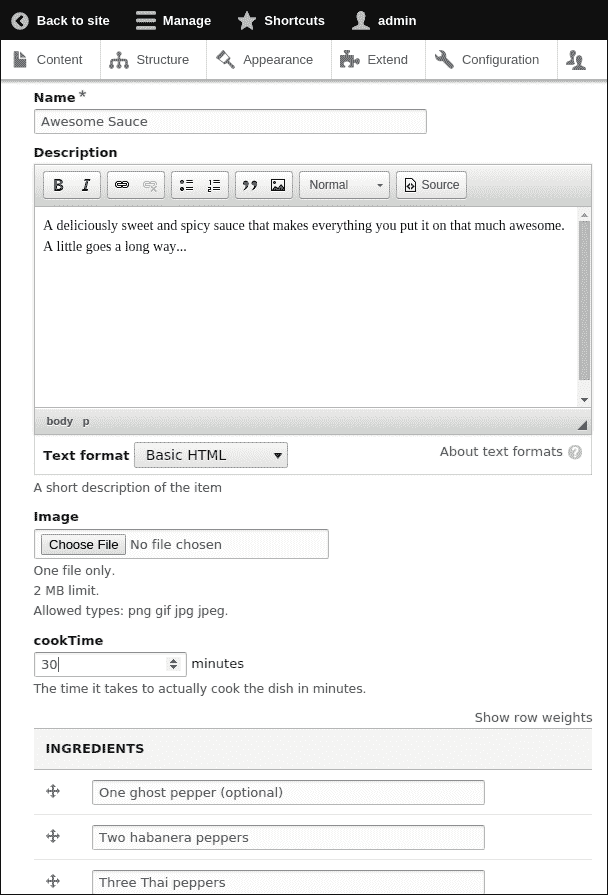 Back to site Manage Shortcuts admin
Content Structure Appearance Extend Configuration
Name *
Awesome Sauce
Description
B I Normal Source
A deliciously sweet and spicy sauce that makes everything you put it on that much awesome.
A little goes a long way...
body p
Text format Basic HTML About text formats ?
A short description of the item
Image
Choose File No file chosen
One file only.
2 MB limit.
Allowed types: png gif jpg jpeg.
cookTime
30 minutes
The time it takes to actually cook the dish in minutes.
Show row weights
INGREDIENTS
One ghost pepper (optional)
Two habanera peppers
Three Thai peppers